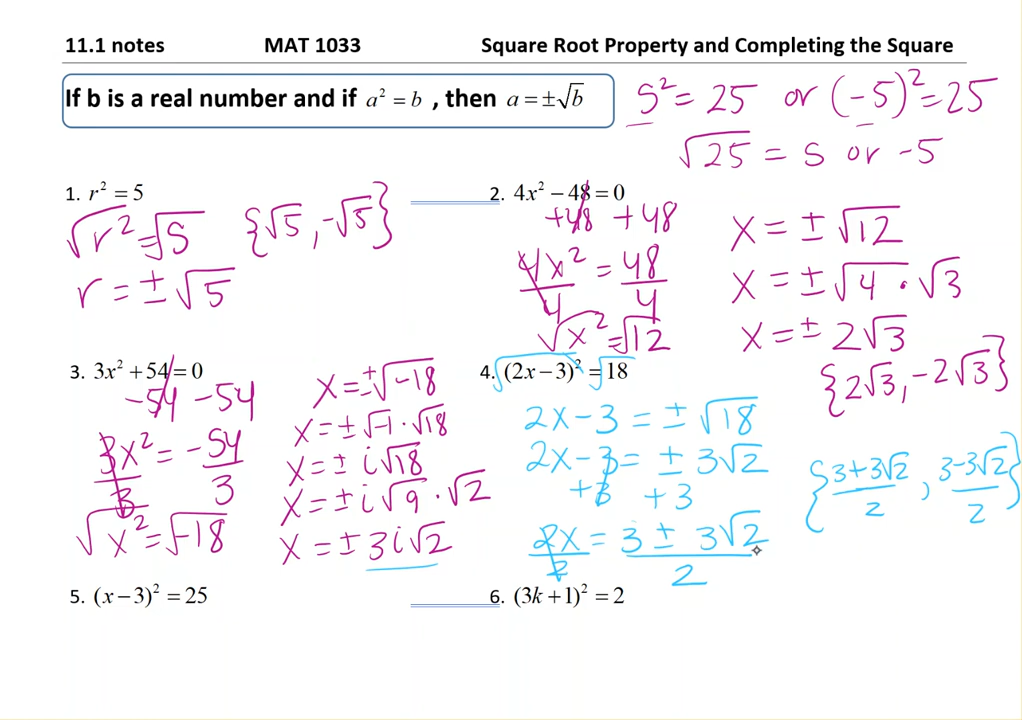 11.1 notes MAT 1033 Square Root Property and Completing the Square
If b is a real number and if a² = b , then a = ±√b
5² = 25 or (-5)² = 25
√25 = 5 or -5
1. r² = 5
√r² = √5 {√5, -√5}
r = ±√5
2. 4x² − 48 = 0
+48 +48
4x²/4 = 48/4
√x² = √12
x = ±√12
x = ±√4 · √3
x = ± 2√3
{2√3, -2√3}
3. 3x² + 54 = 0
-54 -54
3x²/3 = -54/3
√x² = √-18
x = ±√-18
x = ±√-1 · √18
x = ± i√18
x = ± i√9 · √2
x = ± 3i√2
4. √(2x − 3)² = √18
2x - 3 = ±√18
2x - 3 = ± 3√2
+3 +3
2x/2 = (3 ± 3√2)/2
{(3+3√2)/2, (3-3√2)/2}
5. (x − 3)² = 25
6. (3k + 1)² = 2